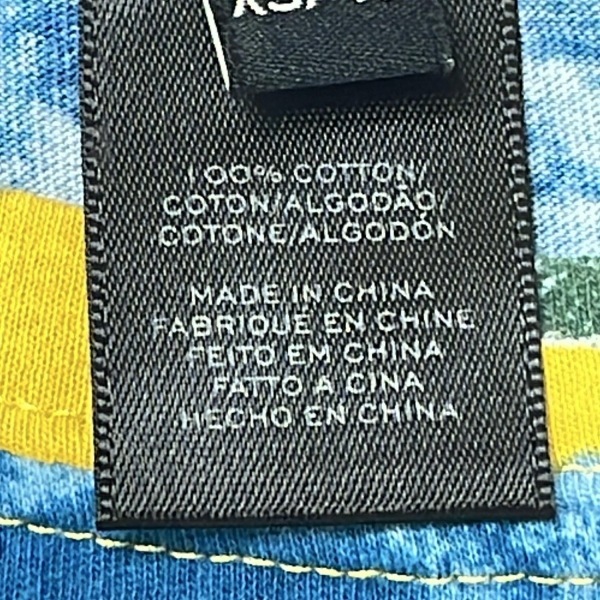 100% COTTON/
COTON/ALGODÃO/
COTONE/ALGODÓN
MADE IN CHINA
FABRIQUE EN CHINE
FEITO EM CHINA
FATTO A CINA
HECHO EN CHINA